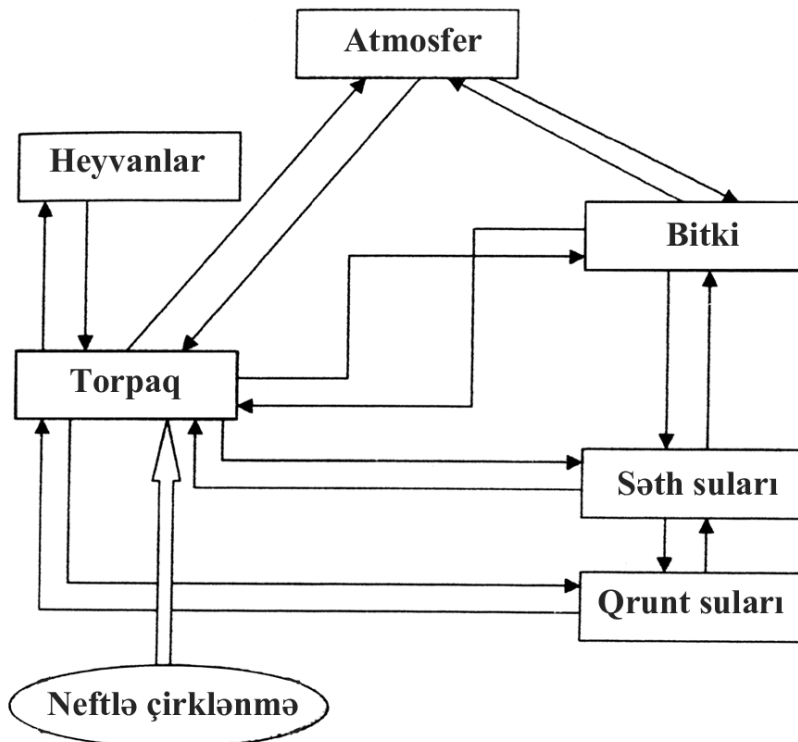 Atmosfer
Heyvanlar
Bitki
Torpaq
Səth suları
Qrunt suları
Neftlə çirklənmə